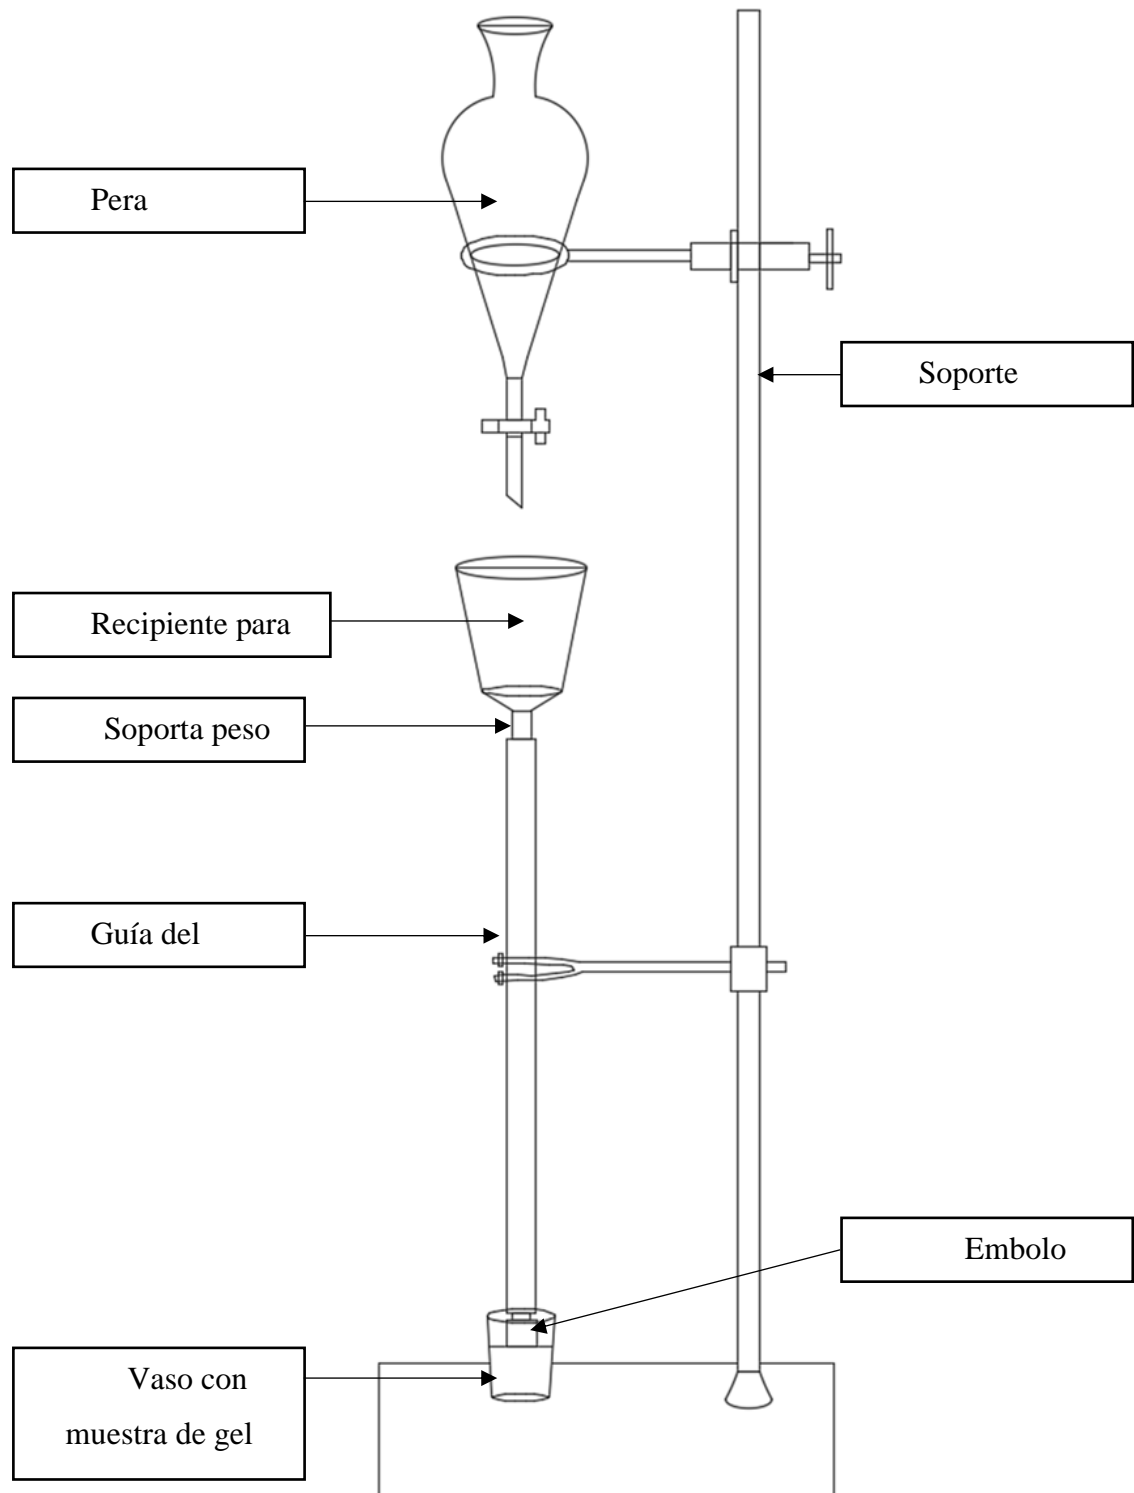 Pera
Soporte
Recipiente para
Soporta peso
Guía del
Embolo
Vaso con
muestra de gel